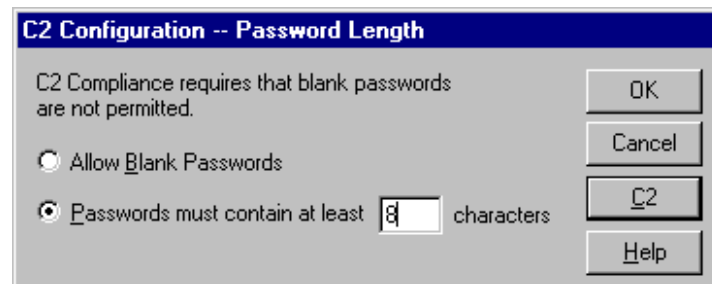 C2 Configuration -- Password Length
C2 Compliance requires that blank passwords
are not permitted.
OK
Cancel
Allow Blank Passwords
Passwords must contain at least 8 characters
C2
Help